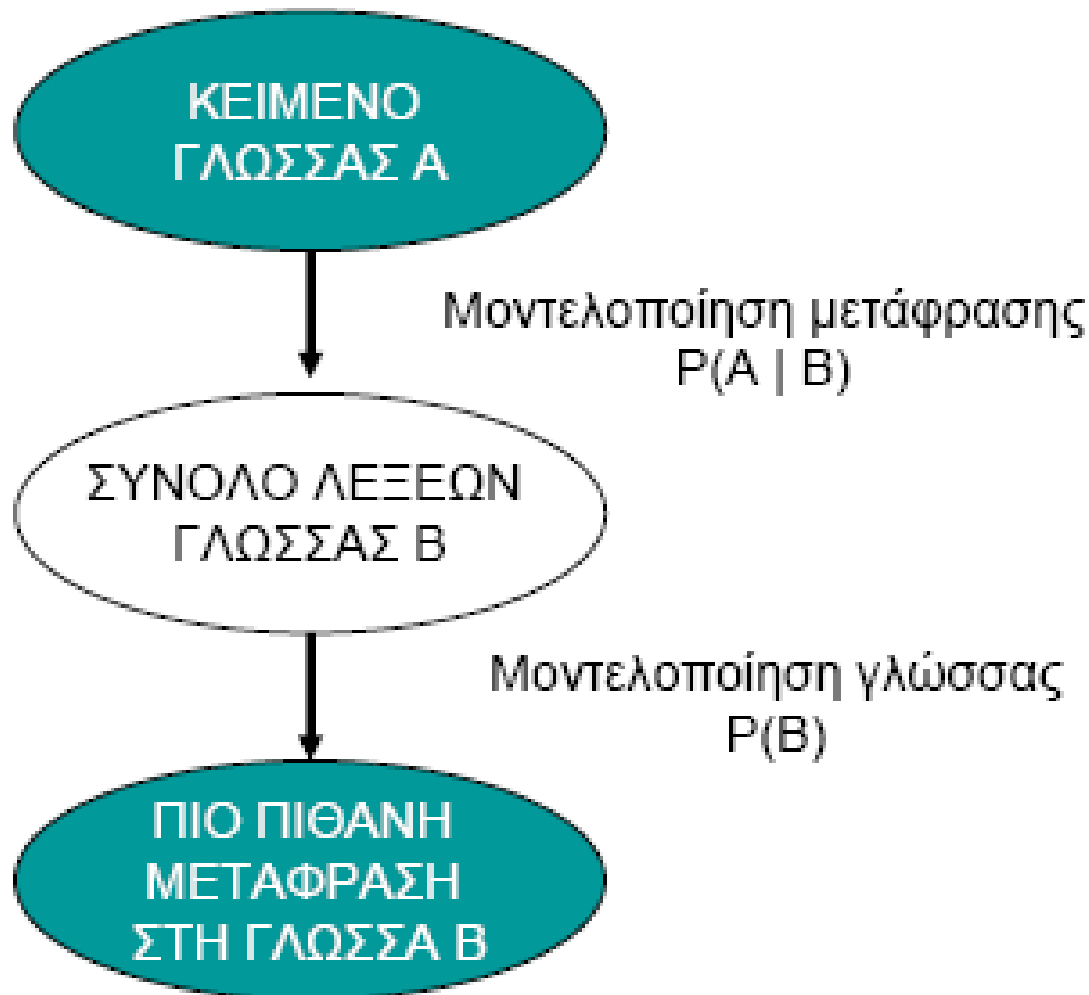 ΚΕΙΜΕΝΟ
ΓΛΩΣΣΑΣ Α
Μοντελοποίηση μετάφρασης
P(A | B)
ΣΥΝΟΛΟ ΛΕΞΕΩΝ
ΓΛΩΣΣΑΣ Β
Μοντελοποίηση γλώσσας
P(B)
ΠΙΟ ΠΙΘΑΝΗ
ΜΕΤΑΦΡΑΣΗ
ΣΤΗ ΓΛΩΣΣΑ Β